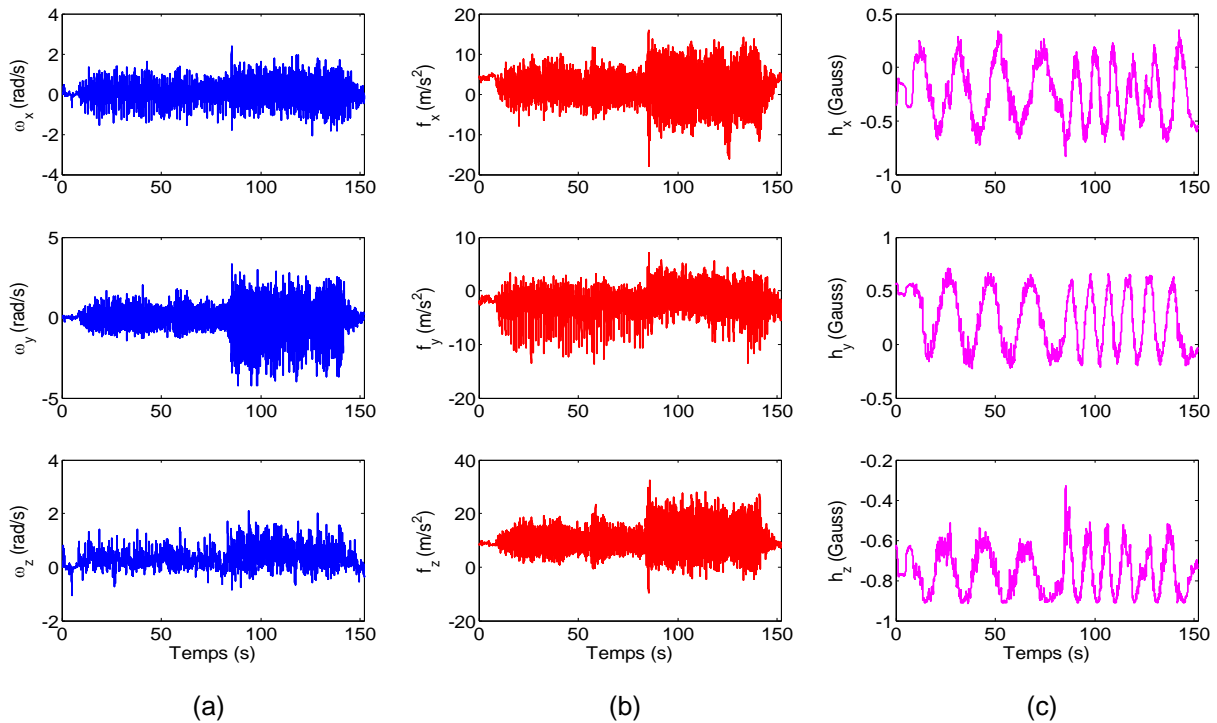 4
2
0
-2
-4
ω_x (rad/s)
0 50 100 150
20
10
0
-10
-20
f_x (m/s²)
0 50 100 150
0.5
0
-0.5
-1
h_x (Gauss)
0 50 100 150
5
0
-5
ω_y (rad/s)
0 50 100 150
10
0
-10
-20
f_y (m/s²)
0 50 100 150
1
0.5
0
-0.5
h_y (Gauss)
0 50 100 150
4
2
0
-2
ω_z (rad/s)
0 50 100 150
Temps (s)
40
20
0
-20
f_z (m/s²)
0 50 100 150
Temps (s)
-0.2
-0.4
-0.6
-0.8
-1
h_z (Gauss)
0 50 100 150
Temps (s)
(a)
(b)
(c)